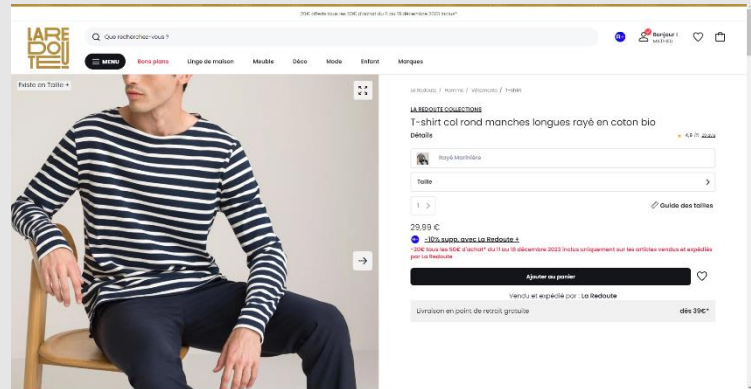 20€ offerts tous les 50€ d'achat du 11 au 18 décembre 2023 inclus*
LARE
DOU
TE
Que recherchez-vous ?
R+
Bonjour !
MATHIEU
MENU
Bons plans
Linge de maison
Meuble
Déco
Mode
Enfant
Marques
Existe en Taille +
La Redoute / Homme / Vêtements / T-shirt
LA REDOUTE COLLECTIONS
T-shirt col rond manches longues rayé en coton bio
Détails
Rayé Marinière
Taille
1
Guide des tailles
29,99 €
-10% supp. avec La Redoute +
-20€ tous les 50€ d'achat* du 11 au 18 décembre 2023 inclus uniquement sur les articles vendus et expédiés
par La Redoute
Ajouter au panier
Vendu et expédié par : La Redoute
Livraison en point de retrait gratuite
dès 39€*